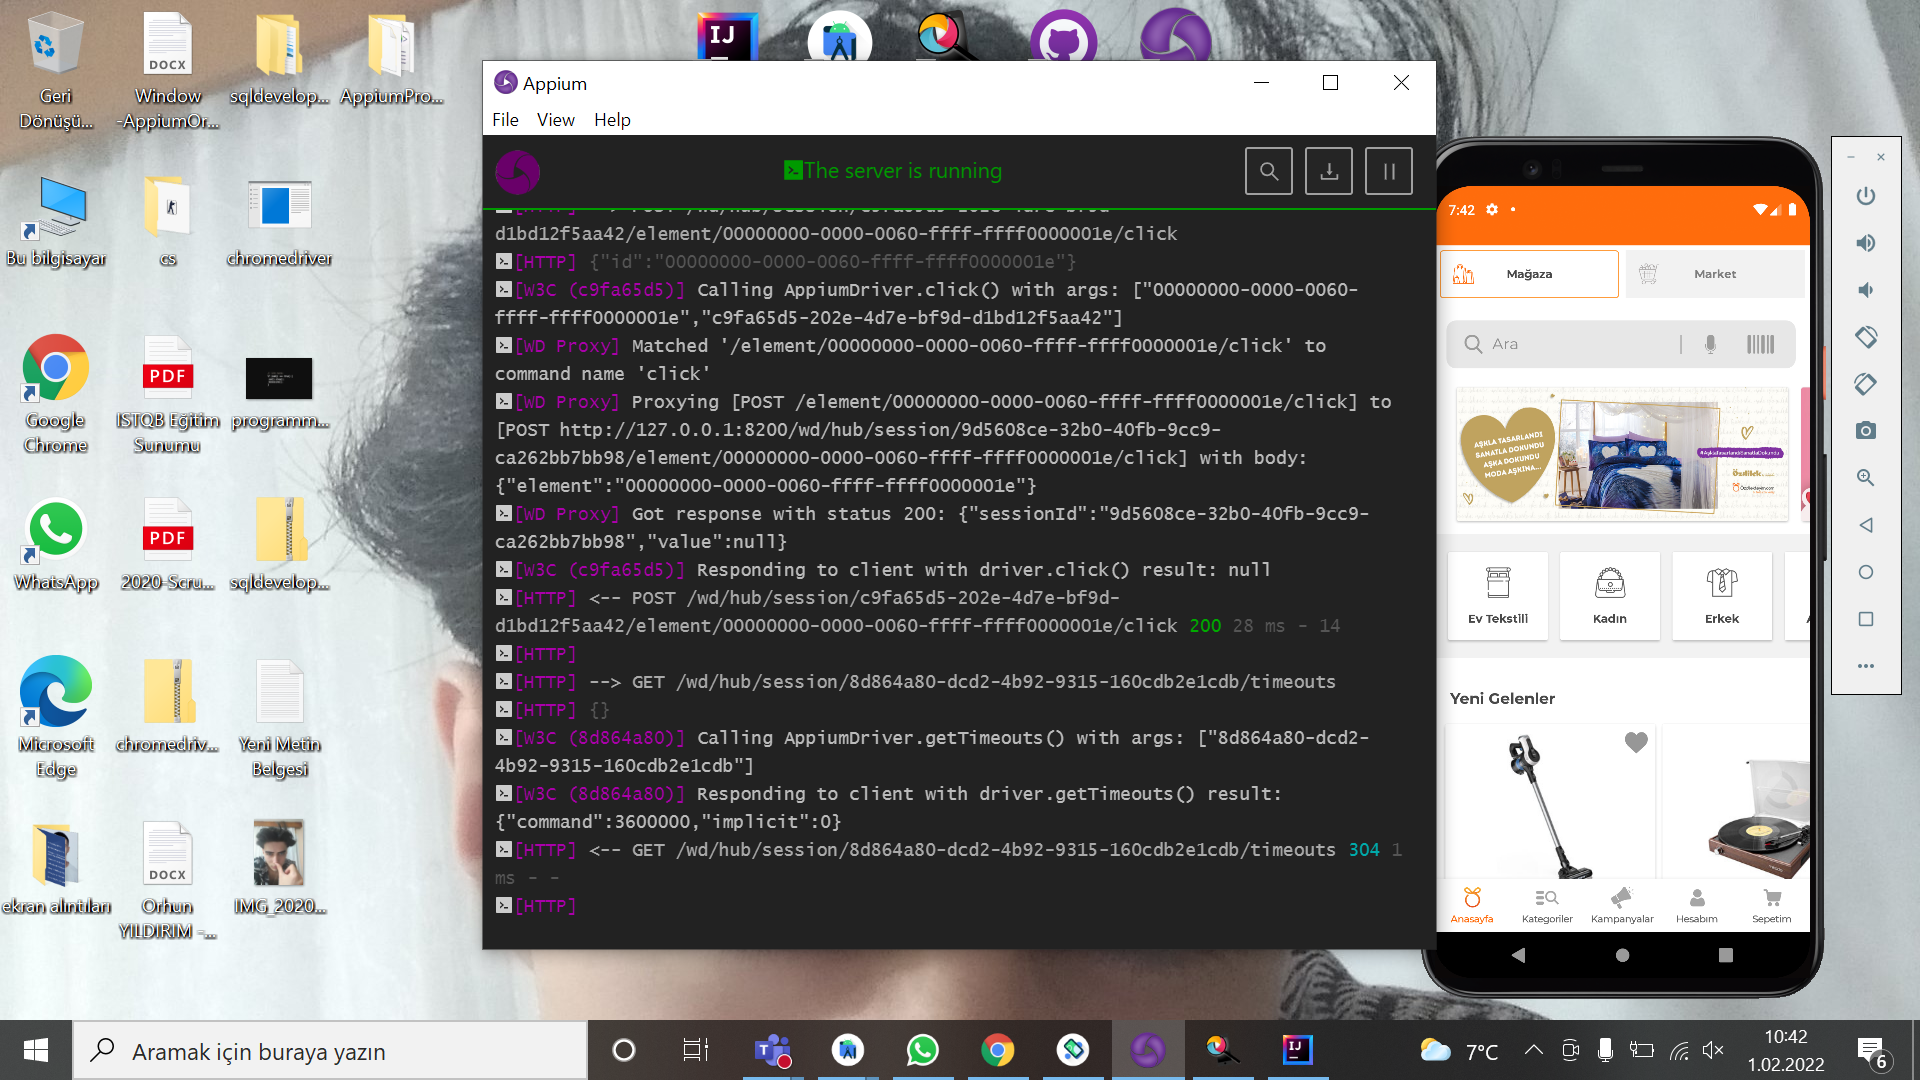 Geri
Dönüşü...
DOCX
Window
-AppiumOr...
sqldevelop...
AppiumPro...
Bu bilgisayar
cs
chromedriver
Google
Chrome
PDF
ISTQB Eğitim
Sunumu
programm...
WhatsApp
PDF
2020-Scru...
sqldevelop...
Microsoft
Edge
chromedriv...
Yeni Metin
Belgesi
ekran alıntıları
DOCX
Orhun
YILDIRIM -...
IMG_2020...
IJ
Appium
File View Help
The server is running
d1bd12f5aa42/element/00000000-0000-0060-ffff-ffff0000001e/click
[HTTP] {"id":"00000000-0000-0060-ffff-ffff0000001e"}
[W3C (c9fa65d5)] Calling AppiumDriver.click() with args: ["00000000-0000-0060-
ffff-ffff0000001e","c9fa65d5-202e-4d7e-bf9d-d1bd12f5aa42"]
[WD Proxy] Matched '/element/00000000-0000-0060-ffff-ffff0000001e/click' to
command name 'click'
[WD Proxy] Proxying [POST /element/00000000-0000-0060-ffff-ffff0000001e/click] to
[POST http://127.0.0.1:8200/wd/hub/session/9d5608ce-32b0-40fb-9cc9-
ca262bb7bb98/element/00000000-0000-0060-ffff-ffff0000001e/click] with body:
{"element":"00000000-0000-0060-ffff-ffff0000001e"}
[WD Proxy] Got response with status 200: {"sessionId":"9d5608ce-32b0-40fb-9cc9-
ca262bb7bb98","value":null}
[W3C (c9fa65d5)] Responding to client with driver.click() result: null
[HTTP] <-- POST /wd/hub/session/c9fa65d5-202e-4d7e-bf9d-
d1bd12f5aa42/element/00000000-0000-0060-ffff-ffff0000001e/click 200 28 ms - 14
[HTTP]
[HTTP] --> GET /wd/hub/session/8d864a80-dcd2-4b92-9315-160cdb2e1cdb/timeouts
[HTTP] {}
[W3C (8d864a80)] Calling AppiumDriver.getTimeouts() with args: ["8d864a80-dcd2-
4b92-9315-160cdb2e1cdb"]
[W3C (8d864a80)] Responding to client with driver.getTimeouts() result:
{"command":3600000,"implicit":0}
[HTTP] <-- GET /wd/hub/session/8d864a80-dcd2-4b92-9315-160cdb2e1cdb/timeouts 304 1
ms - -
[HTTP]
7:42
Mağaza
Market
Ara
AŞKLA TASARLANDI
SANATLA DOKUNDU
AŞKA DOKUNDU
MODA AŞKINA...
#AşklaTasarlandıSanatlaDokundu
özdilek
Ev Tekstili
Kadın
Erkek
Yeni Gelenler
Anasayfa
Kategoriler
Kampanyalar
Hesabım
Sepetim
Aramak için buraya yazın
IJ
7°C
10:42
1.02.2022
6